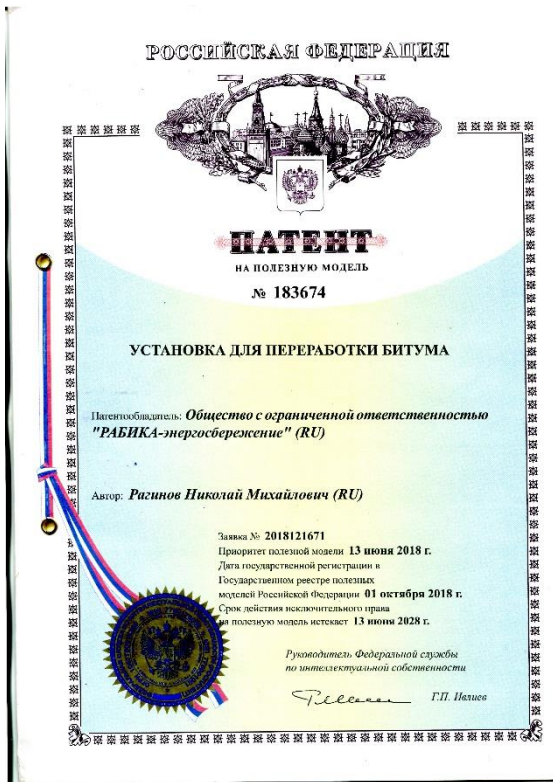 РОССИЙСКАЯ ФЕДЕРАЦИЯ
ПАТЕНТ
НА ПОЛЕЗНУЮ МОДЕЛЬ
№ 183674
УСТАНОВКА ДЛЯ ПЕРЕРАБОТКИ БИТУМА
Патентообладатель: Общество с ограниченной ответственностью
"РАБИКА-энергосбережение" (RU)
Автор: Рагинов Николай Михайлович (RU)
Заявка № 2018121671
Приоритет полезной модели 13 июня 2018 г.
Дата государственной регистрации в
Государственном реестре полезных
моделей Российской Федерации 01 октября 2018 г.
Срок действия исключительного права
на полезную модель истекает 13 июня 2028 г.
Руководитель Федеральной службы
по интеллектуальной собственности
Г.П. Ивлиев